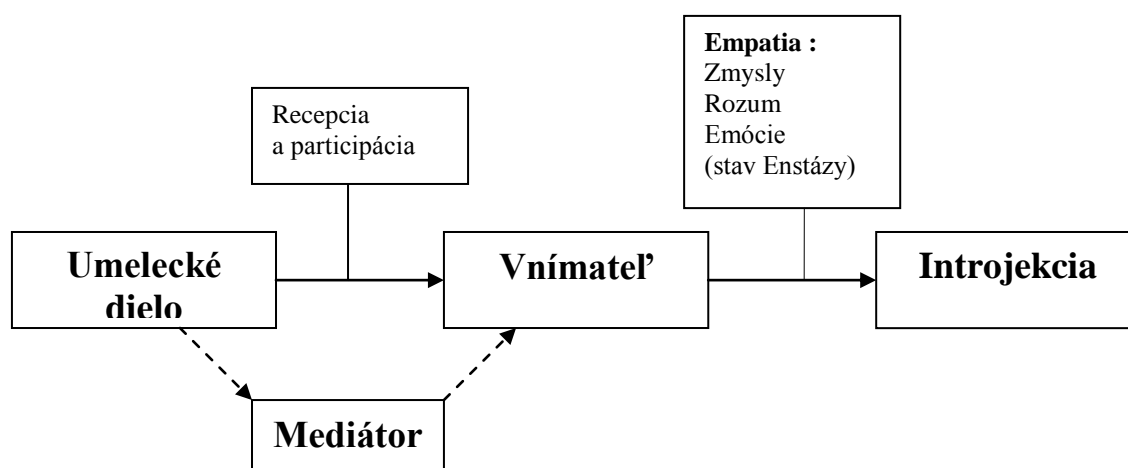 Empatia :
Zmysly
Rozum
Emócie
(stav Enstázy)
Recepcia
a participácia
Umelecké
dielo
Vnímateľ
Introjekcia
Mediátor